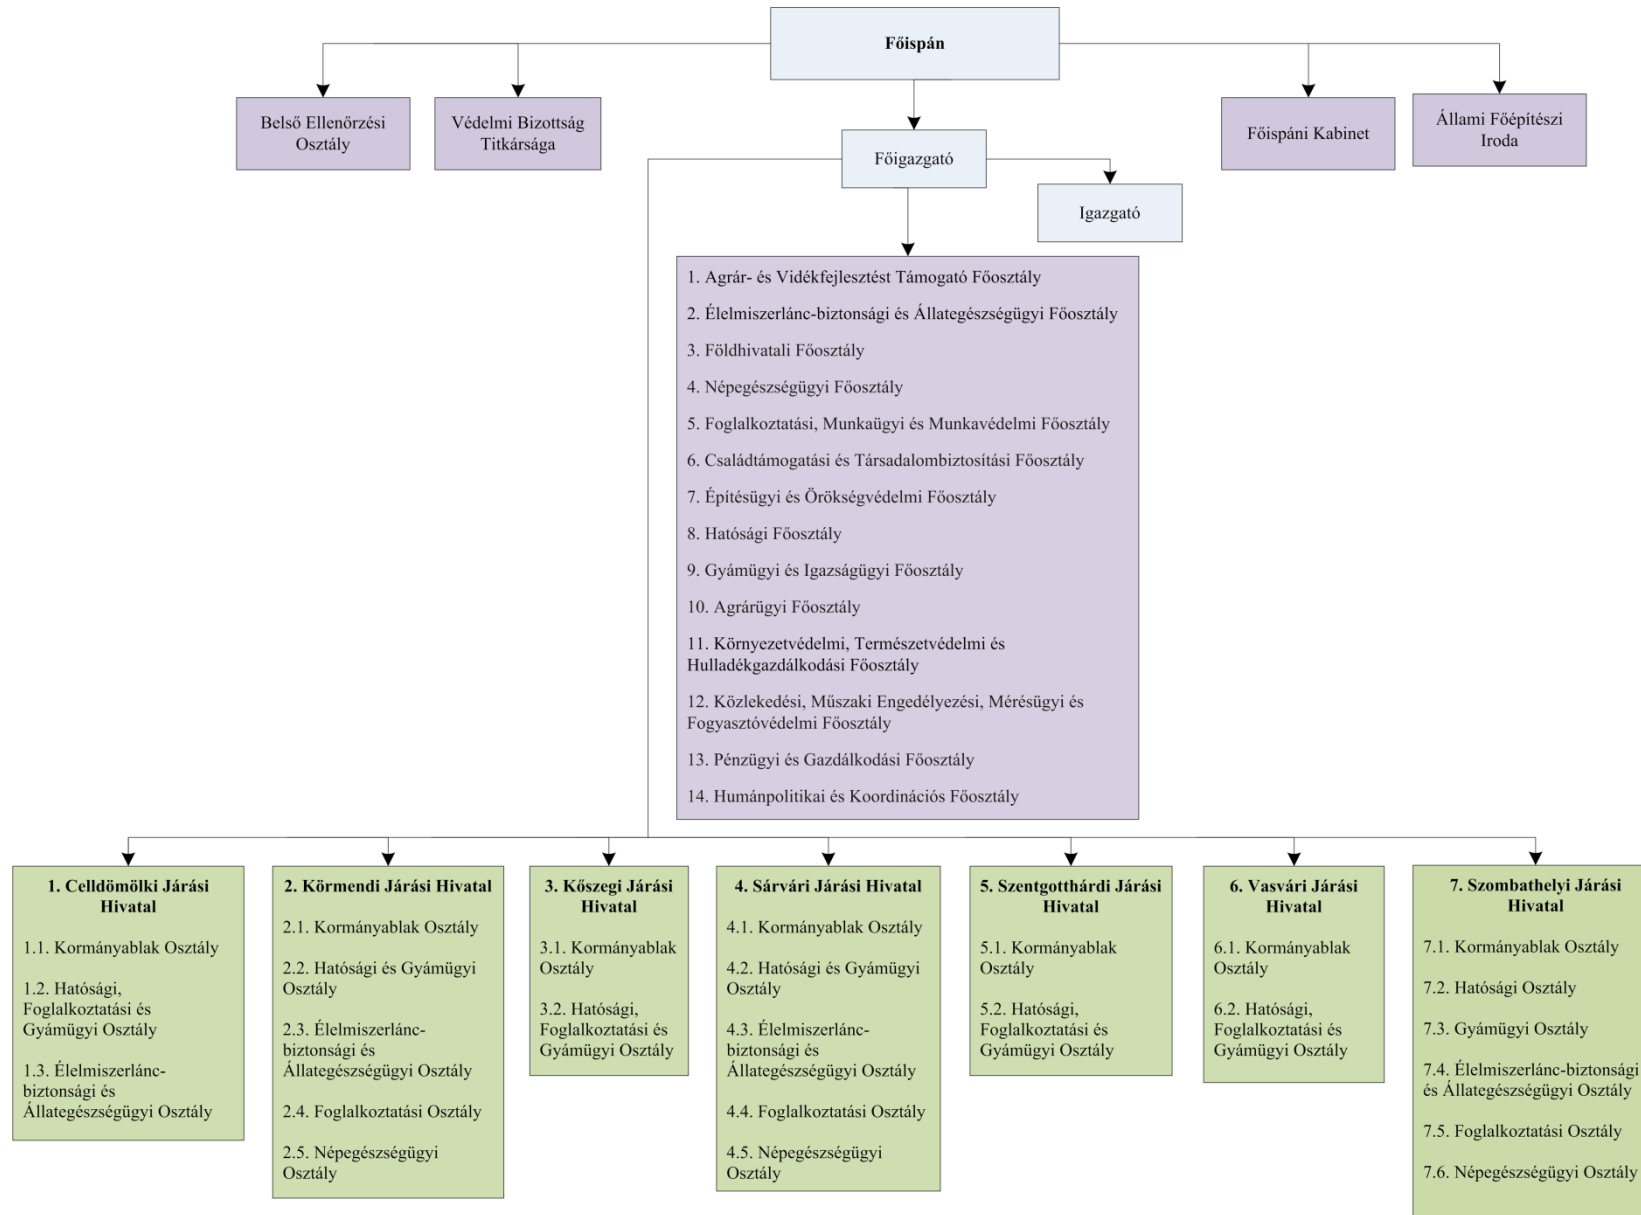 Főispán
Belső Ellenőrzési
Osztály
Védelmi Bizottság
Titkársága
Főispáni Kabinet
Állami Főépítészi
Iroda
Főigazgató
Igazgató
1. Agrár- és Vidékfejlesztést Támogató Főosztály
2. Élelmiszerlánc-biztonsági és Állategészségügyi Főosztály
3. Földhivatali Főosztály
4. Népegészségügyi Főosztály
5. Foglalkoztatási, Munkaügyi és Munkavédelmi Főosztály
6. Családtámogatási és Társadalombiztosítási Főosztály
7. Építésügyi és Örökségvédelmi Főosztály
8. Hatósági Főosztály
9. Gyámügyi és Igazságügyi Főosztály
10. Agrárügyi Főosztály
11. Környezetvédelmi, Természetvédelmi és
Hulladékgazdálkodási Főosztály
12. Közlekedési, Műszaki Engedélyezési, Mérésügyi és
Fogyasztóvédelmi Főosztály
13. Pénzügyi és Gazdálkodási Főosztály
14. Humánpolitikai és Koordinációs Főosztály
1. Celldömölki Járási
Hivatal
1.1. Kormányablak Osztály
1.2. Hatósági,
Foglalkoztatási és
Gyámügyi Osztály
1.3. Élelmiszerlánc-
biztonsági és
Állategészségügyi Osztály
2. Körmendi Járási Hivatal
2.1. Kormányablak Osztály
2.2. Hatósági és Gyámügyi
Osztály
2.3. Élelmiszerlánc-
biztonsági és
Állategészségügyi Osztály
2.4. Foglalkoztatási Osztály
2.5. Népegészségügyi
Osztály
3. Kőszegi Járási
Hivatal
3.1. Kormányablak
Osztály
3.2. Hatósági,
Foglalkoztatási és
Gyámügyi Osztály
4. Sárvári Járási Hivatal
4.1. Kormányablak Osztály
4.2. Hatósági és Gyámügyi
Osztály
4.3. Élelmiszerlánc-
biztonsági és
Állategészségügyi Osztály
4.4. Foglalkoztatási Osztály
4.5. Népegészségügyi
Osztály
5. Szentgotthárdi Járási
Hivatal
5.1. Kormányablak
Osztály
5.2. Hatósági,
Foglalkoztatási és
Gyámügyi Osztály
6. Vasvári Járási
Hivatal
6.1. Kormányablak
Osztály
6.2. Hatósági,
Foglalkoztatási és
Gyámügyi Osztály
7. Szombathelyi Járási
Hivatal
7.1. Kormányablak Osztály
7.2. Hatósági Osztály
7.3. Gyámügyi Osztály
7.4. Élelmiszerlánc-biztonsági
és Állategészségügyi Osztály
7.5. Foglalkoztatási Osztály
7.6. Népegészségügyi Osztály